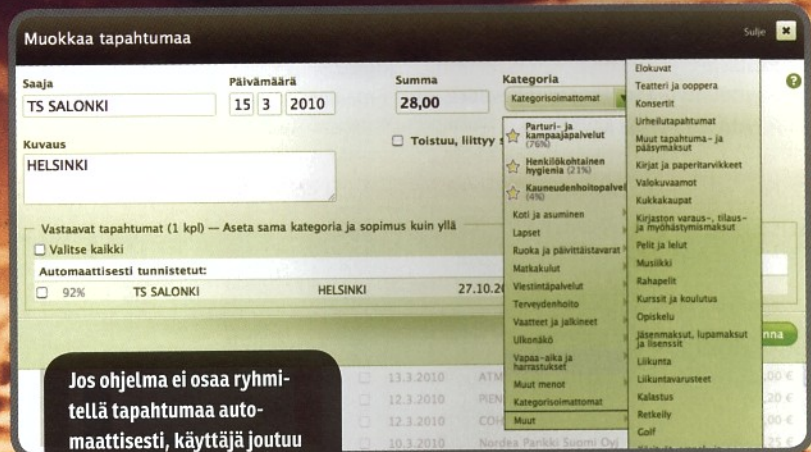 Muokkaa tapahtumaa
Sulje
Saaja
Päivämäärä
Summa
Kategoria
TS SALONKI
15 3 2010
28,00
Kategorisoimattomat
Kuvaus
HELSINKI
Toistuu, liittyy
Vastaavat tapahtumat (1 kpl) — Aseta sama kategoria ja sopimus kuin yllä
Valitse kaikki
Automaattisesti tunnistetut:
92% TS SALONKI HELSINKI 27.10.20
Parturi- ja
kampaajapalvelut
(76%)
Henkilökohtainen
hygienia (21%)
Kauneudenhoitopalvel
(4%)
Koti ja asuminen
Lapset
Ruoka ja päivittäistavarat
Matkakulut
Viestintäpalvelut
Terveydenhoito
Vaatteet ja jalkineet
Ulkonäkö
Vapaa-aika ja
harrastukset
Muut menot
Kategorisoimattomat
Muut
Elokuvat
Teatteri ja ooppera
Konsertit
Urheilutapahtumat
Muut tapahtuma- ja
pääsymaksut
Kirjat ja paperitarvikkeet
Valokuvaamot
Kukkakaupat
Kirjaston varaus-, tilaus-
ja myöhästymismaksut
Pelit ja lelut
Musiikki
Rahapelit
Kurssit ja koulutus
Opiskelu
Jäsenmaksut, lupamaksut
ja lisenssit
Liikunta
Liikuntavarusteet
Kalastus
Retkeily
Golf
nna
13.3.2010 ATM ,00 €
12.3.2010 PIEN ,20 €
12.3.2010 COH ,00 €
10.3.2010 Nordea Pankki Suomi Oyj ,25 €
Jos ohjelma ei osaa ryhmi-
tellä tapahtumaa auto-
maattisesti, käyttäjä joutuu